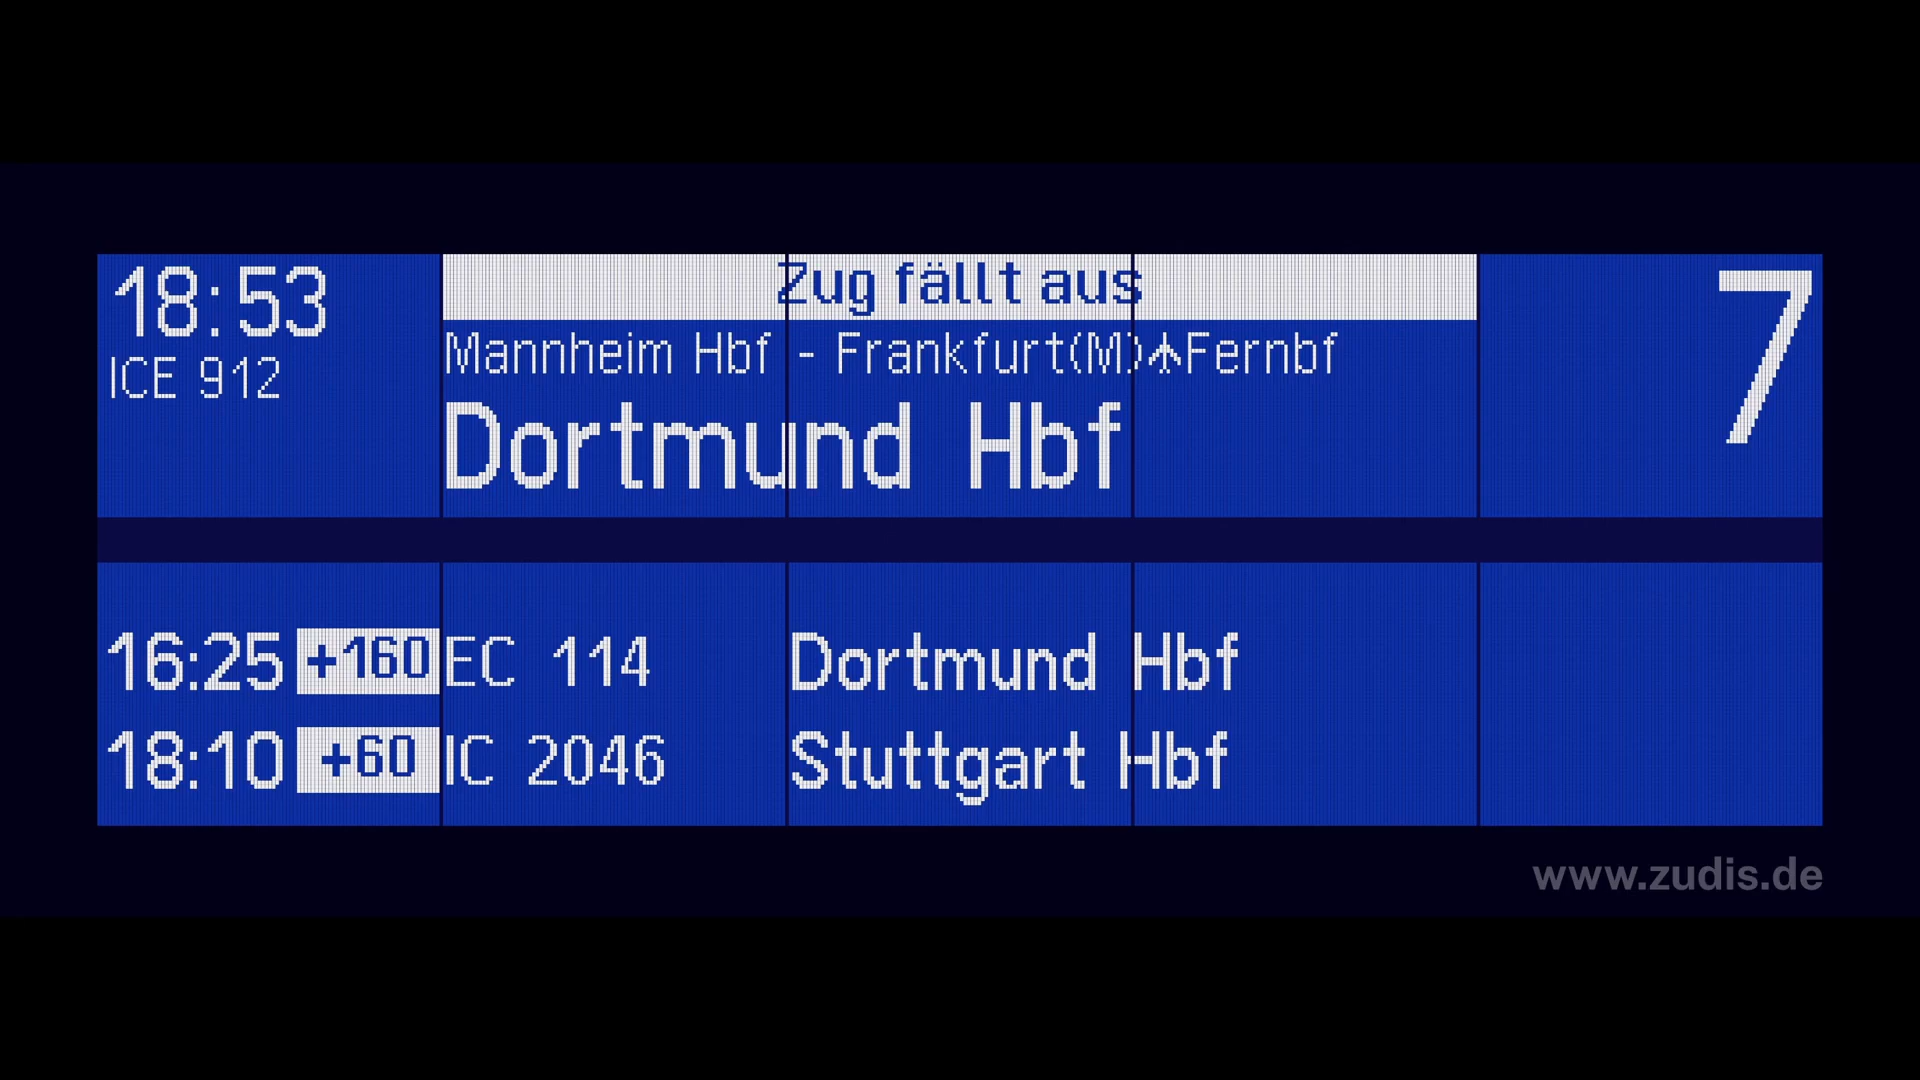 18:53 Zug fällt aus 7
ICE 912 Mannheim Hbf - Frankfurt(M)✈Fernbf
Dortmund Hbf
16:25 +160 EC 114 Dortmund Hbf
18:10 +60 IC 2046 Stuttgart Hbf
www.zudis.de